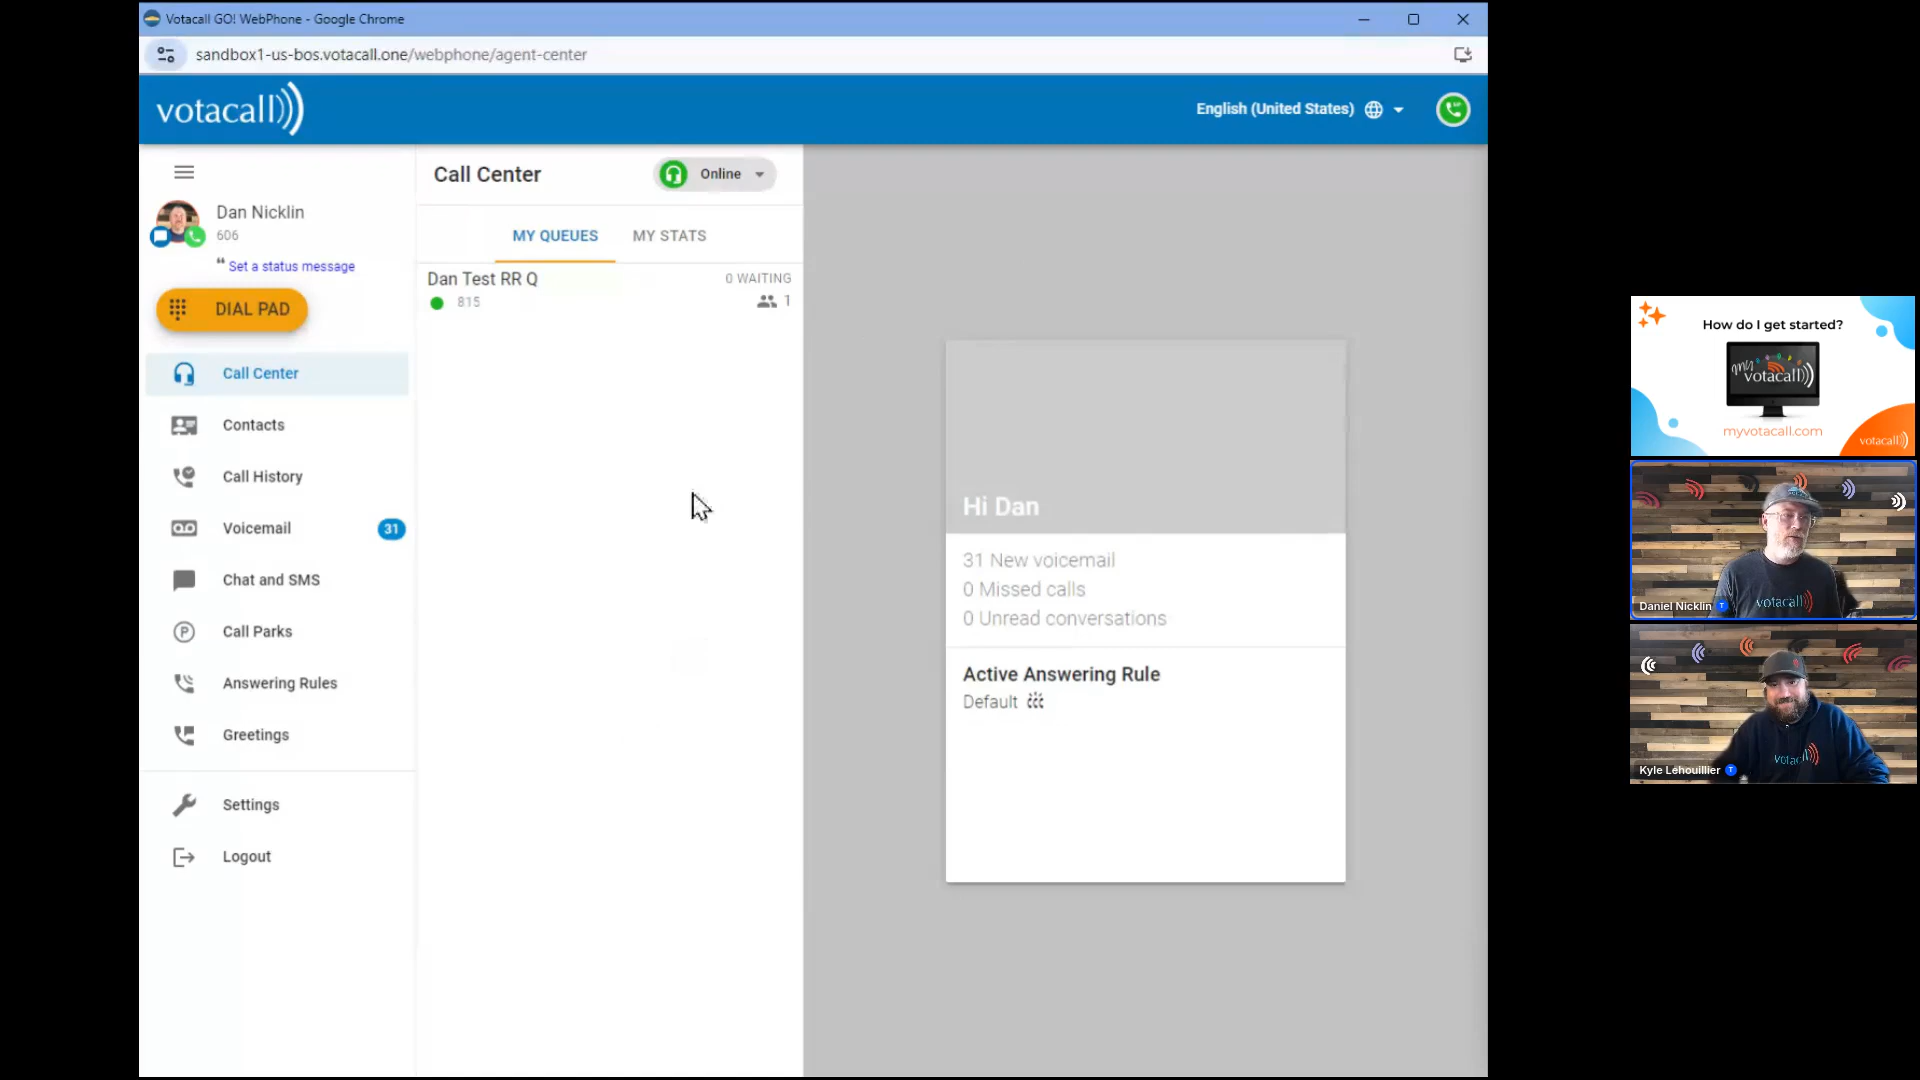 Votacall GO! WebPhone - Google Chrome
sandbox1-us-bos.votacall.one/webphone/agent-center
votacall
English (United States)
Dan Nicklin
606
Set a status message
DIAL PAD
Call Center
Contacts
Call History
Voicemail 31
Chat and SMS
Call Parks
Answering Rules
Greetings
Settings
Logout
Call Center
Online
MY QUEUES MY STATS
Dan Test RR Q 0 WAITING
815 1
Hi Dan
31 New voicemail
0 Missed calls
0 Unread conversations
Active Answering Rule
Default
How do I get started?
my
votacall
myvotacall.com
votacall
votacall
Daniel Nicklin T
votacall
Kyle Lehouillier T